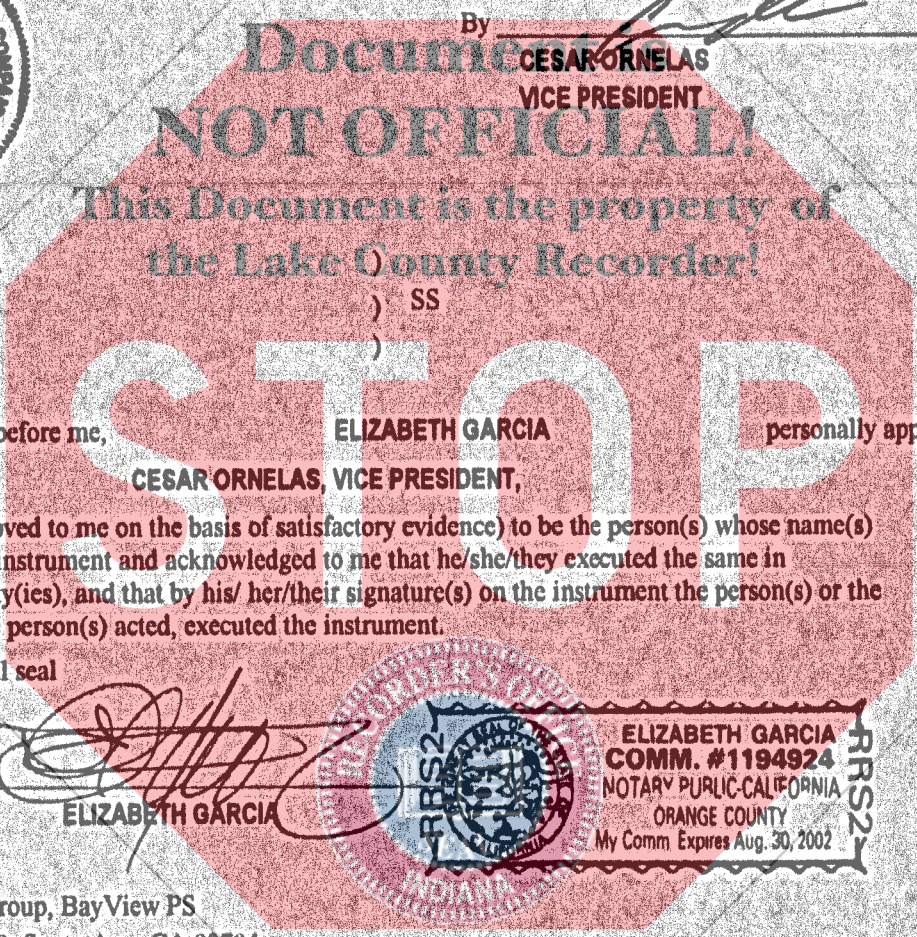 By
Document is
CESAR ORNELAS
VICE PRESIDENT
NOT OFFICIAL!
This Document is the property of
the Lake County Recorder!
)
) SS
)
STOP
before me, ELIZABETH GARCIA personally app
CESAR ORNELAS, VICE PRESIDENT,
oved to me on the basis of satisfactory evidence) to be the person(s) whose name(s)
instrument and acknowledged to me that he/she/they executed the same in
y(ies), and that by his/ her/their signature(s) on the instrument the person(s) or the
person(s) acted, executed the instrument.
l seal
ELIZABETH GARCIA
RECORDER'S OFFICE
INDIANA
RRS2
ELIZABETH GARCIA
COMM. #1194924
NOTARY PUBLIC-CALIFORNIA
ORANGE COUNTY
My Comm Expires Aug. 30, 2002
RRS2
CALIFORNIA
roup, BayView PS